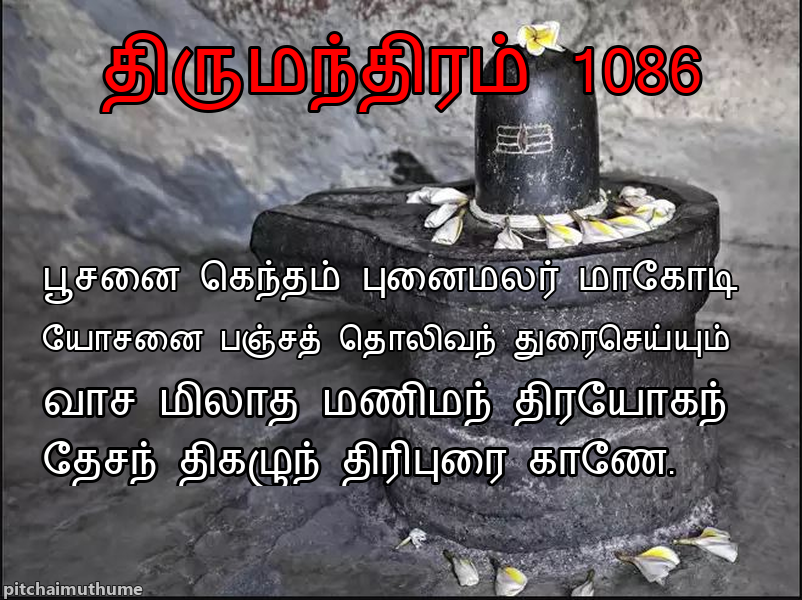 திருமந்திரம் 1086
பூசனை கெந்தம் புனைமலர் மாகோடி
யோசனை பஞ்சத் தொலிவந் துரைசெய்யும்
வாச மிலாத மணிமந் திரயோகந்
தேசந் திகழுந் திரிபுரை காணே.
pitchaimuthume